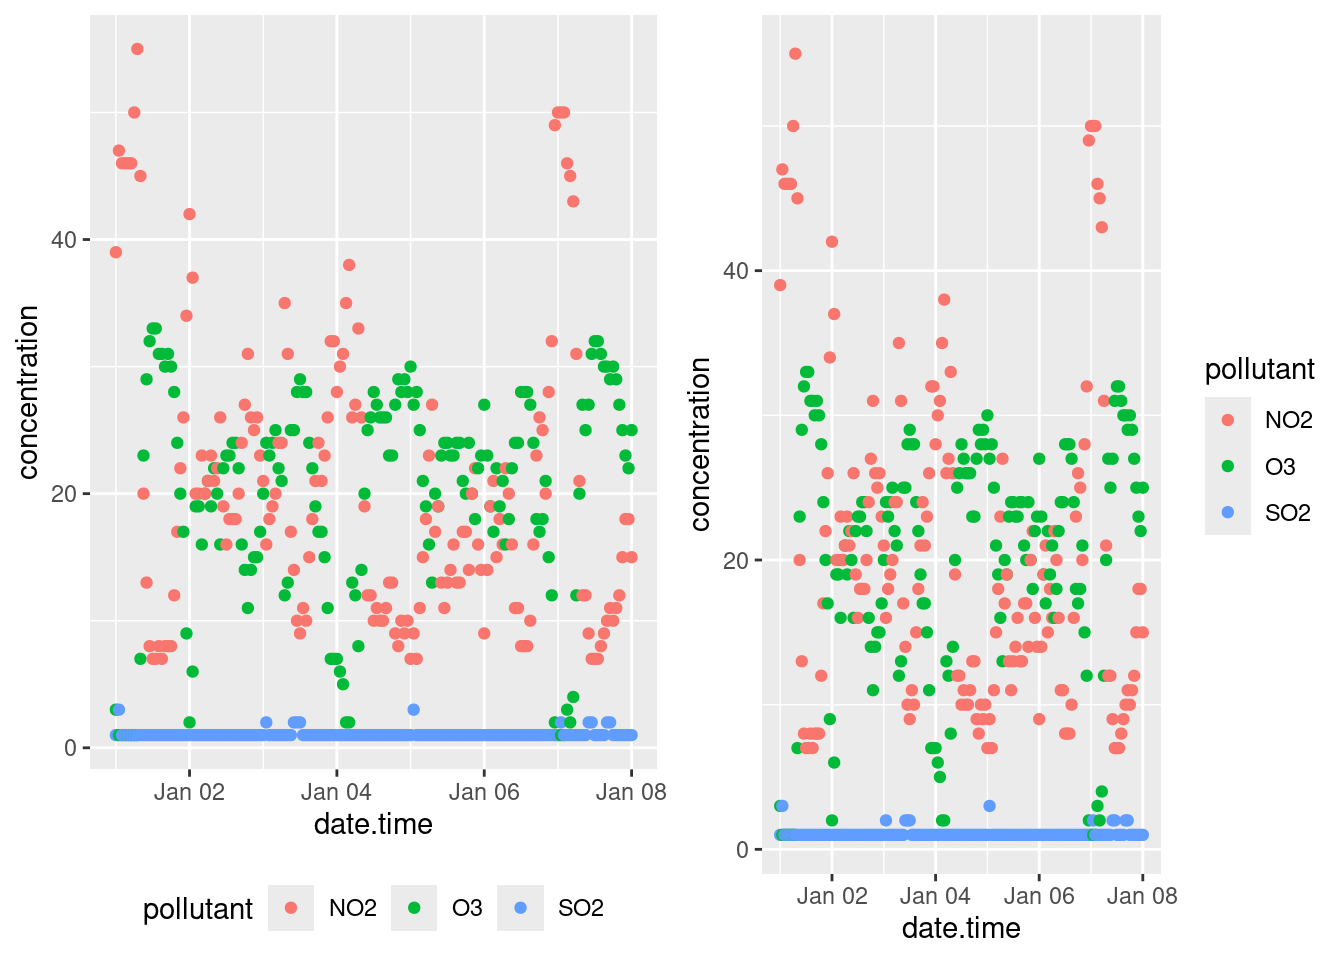 concentration
40
20
0
Jan 02 Jan 04 Jan 06 Jan 08
date.time
pollutant NO2 O3 SO2
concentration
40
20
0
Jan 02 Jan 04 Jan 06 Jan 08
date.time
pollutant
NO2
O3
SO2